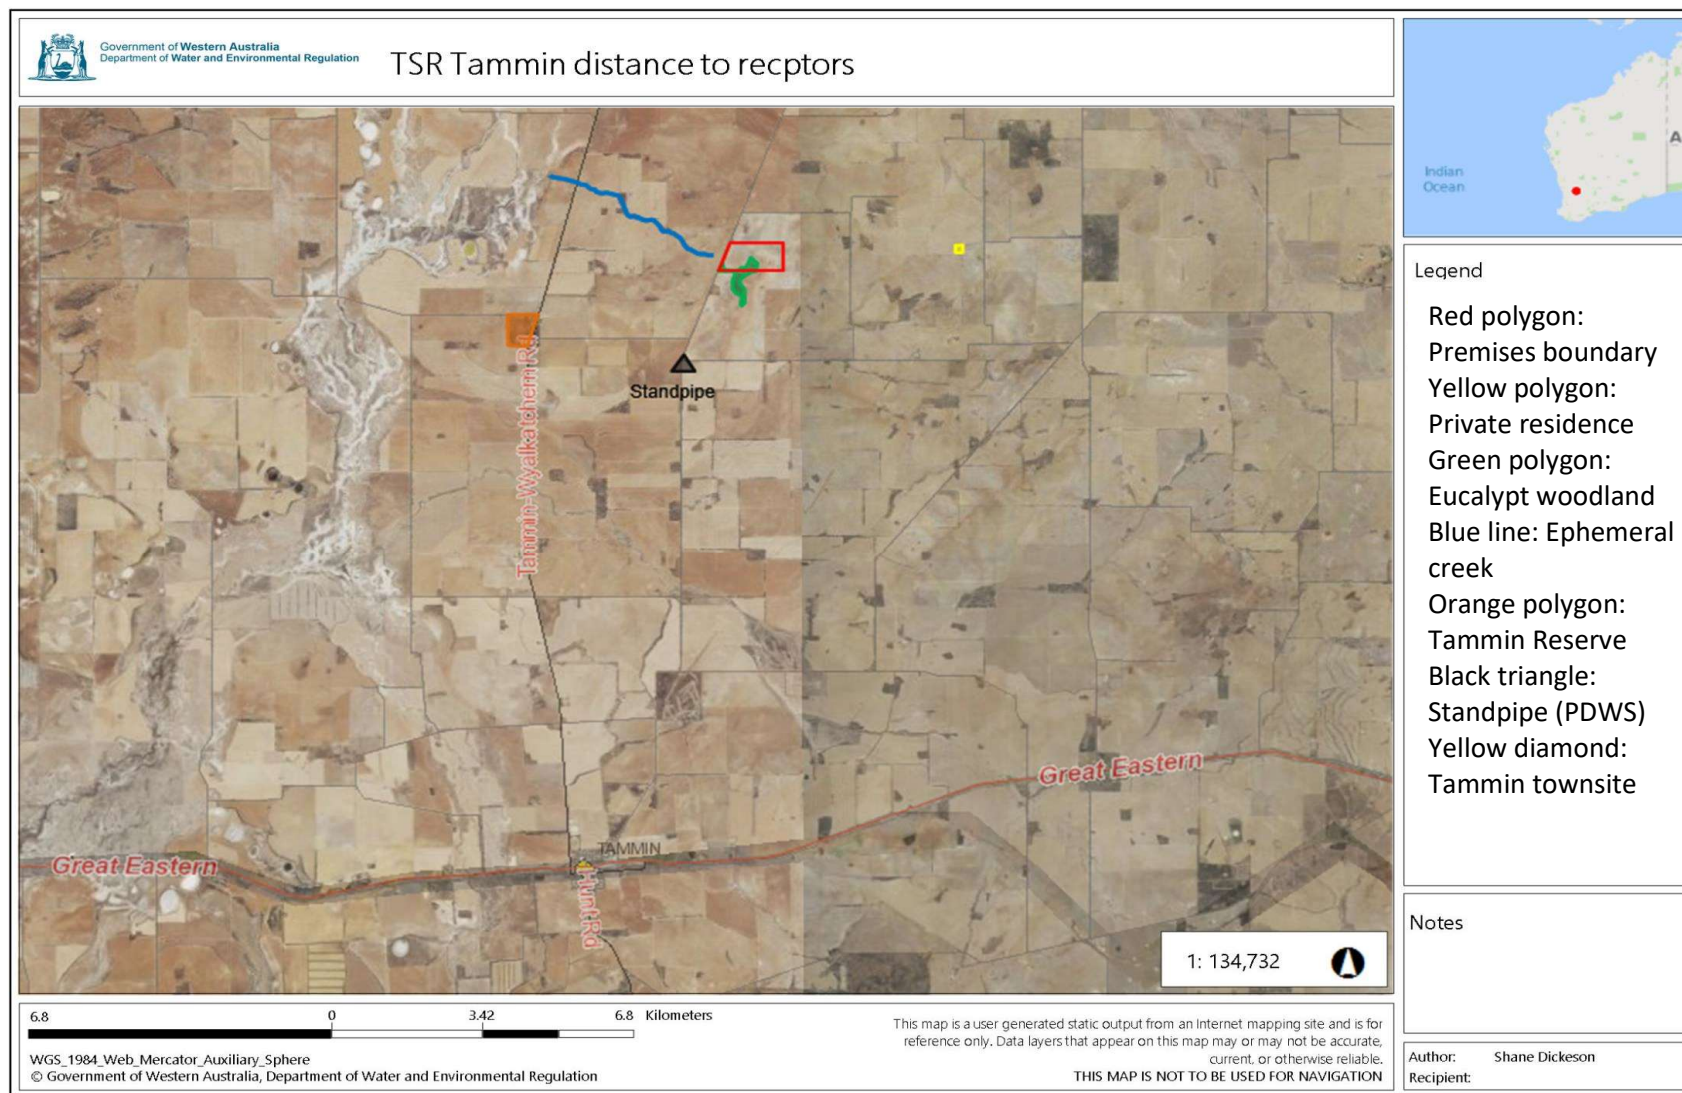 Government of Western Australia
Department of Water and Environmental Regulation
TSR Tammin distance to recptors
Indian
Ocean
A
Legend
Red polygon:
Premises boundary
Yellow polygon:
Private residence
Green polygon:
Eucalypt woodland
Blue line: Ephemeral
creek
Orange polygon:
Tammin Reserve
Black triangle:
Standpipe (PDWS)
Yellow diamond:
Tammin townsite
Standpipe
Tammin-Wyalkatchem Rd
Great Eastern
Great Eastern
TAMMIN
Hunt Rd
1: 134,732
Notes
6.8 0 3.42 6.8 Kilometers
WGS_1984_Web_Mercator_Auxiliary_Sphere
© Government of Western Australia, Department of Water and Environmental Regulation
This map is a user generated static output from an Internet mapping site and is for
reference only. Data layers that appear on this map may or may not be accurate,
current, or otherwise reliable.
THIS MAP IS NOT TO BE USED FOR NAVIGATION
Author: Shane Dickeson
Recipient: